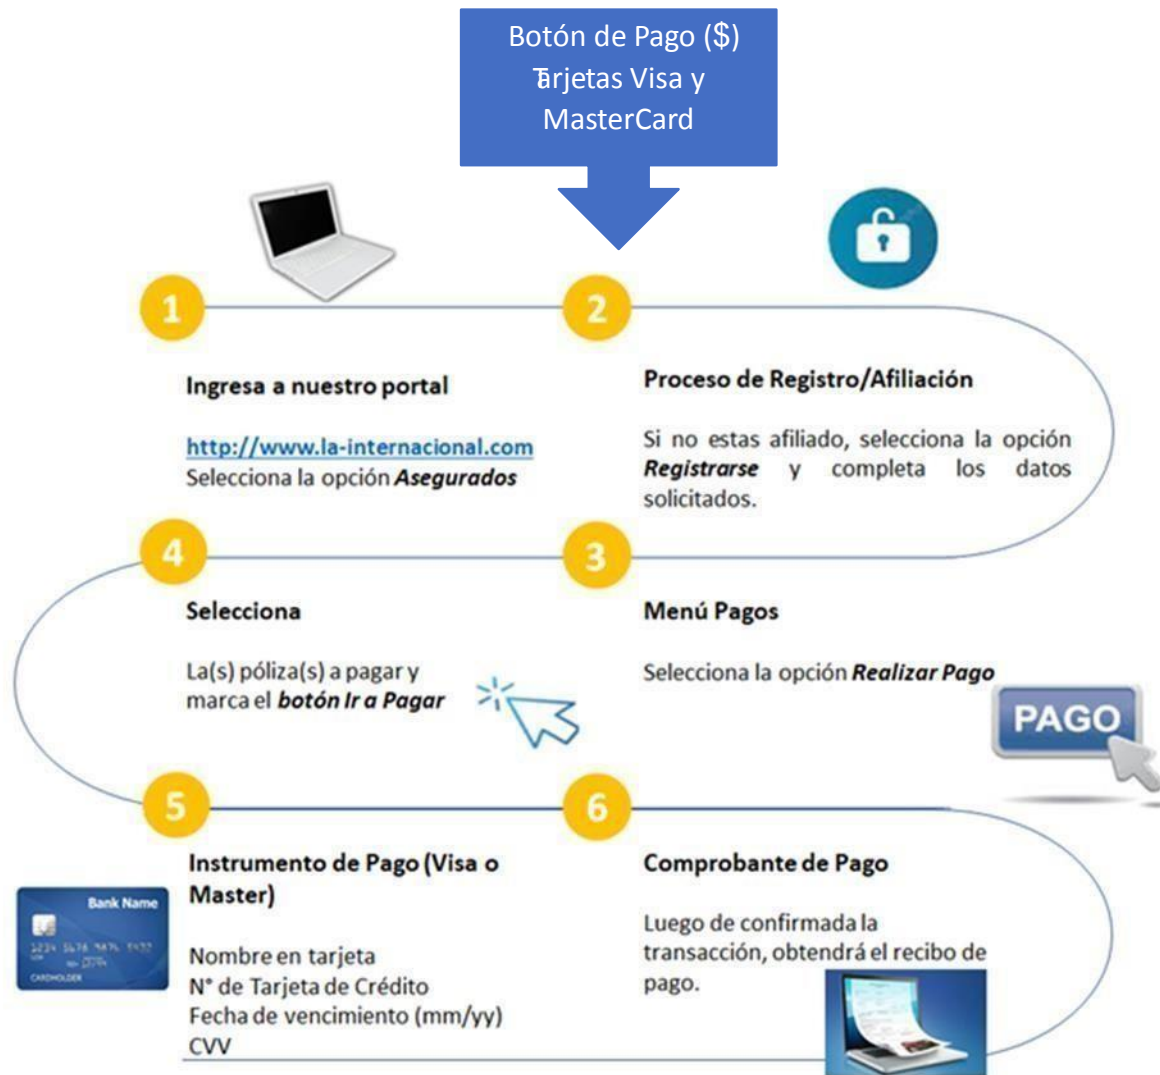 Botón de Pago ($)
Tarjetas Visa y
MasterCard
1
2
Ingresa a nuestro portal
http://www.la-internacional.com
Selecciona la opción Asegurados
Proceso de Registro/Afiliación
Si no estas afiliado, selecciona la opción
Registrarse y completa los datos
solicitados.
3
Menú Pagos
Selecciona la opción Realizar Pago
PAGO
4
Selecciona
La(s) póliza(s) a pagar y
marca el botón Ir a Pagar
5
Instrumento de Pago (Visa o
Master)
Nombre en tarjeta
N° de Tarjeta de Crédito
Fecha de vencimiento (mm/yy)
CVV
Bank Name
CARDHOLDER
6
Comprobante de Pago
Luego de confirmada la
transacción, obtendrá el recibo de
pago.